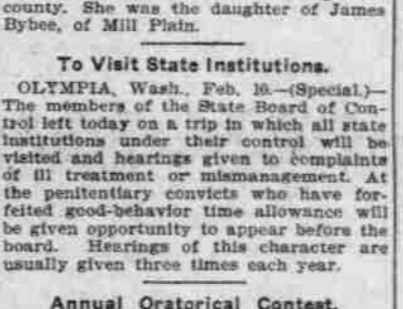 county. She was the daughter of James
Bybee, of Mill Plain.
To Visit State Institutions.
OLYMPIA, Wash., Feb. 10.—(Special.)—
The members of the State Board of Con-
trol left today on a trip in which all state
institutions under their control will be
visited and hearings given to complaints
of ill treatment or mismanagement. At
the penitentiary convicts who have for-
feited good-behavior time allowance will
be given opportunity to appear before the
board. Hearings of this character are
usually given three times each year.
Annual Oratorical Contest.